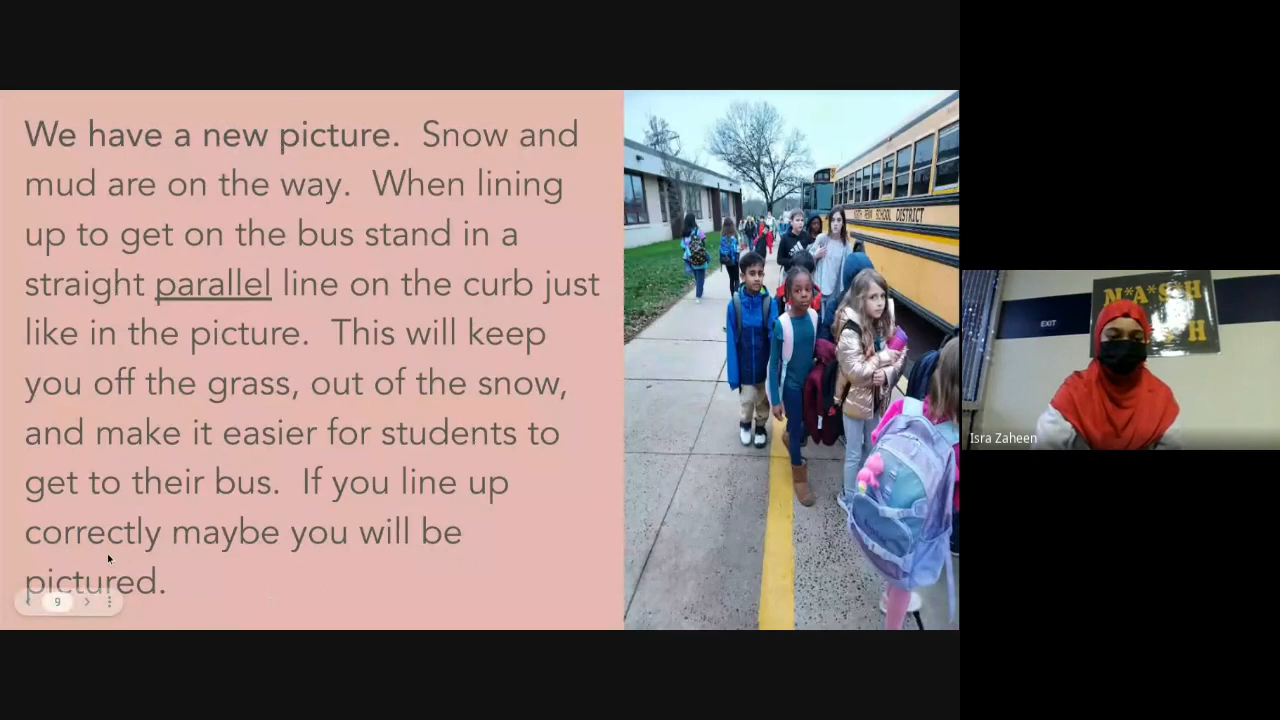 We have a new picture.  Snow and
mud are on the way.  When lining
up to get on the bus stand in a
straight parallel line on the curb just
like in the picture.  This will keep
you off the grass, out of the snow,
and make it easier for students to
get to their bus.  If you line up
correctly maybe you will be
pictured.
9
SCHOOL DISTRICT
EXIT
N*A*S*H
H
Isra Zaheen